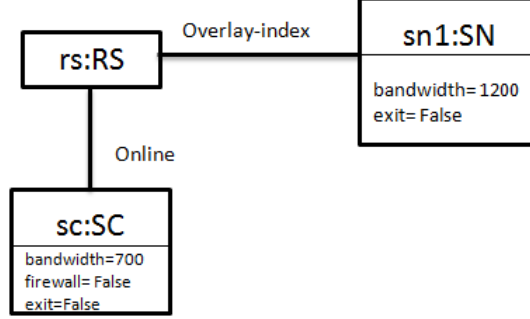 Overlay-index
rs:RS
sn1:SN
bandwidth= 1200
exit= False
Online
sc:SC
bandwidth=700
firewall= False
exit=False